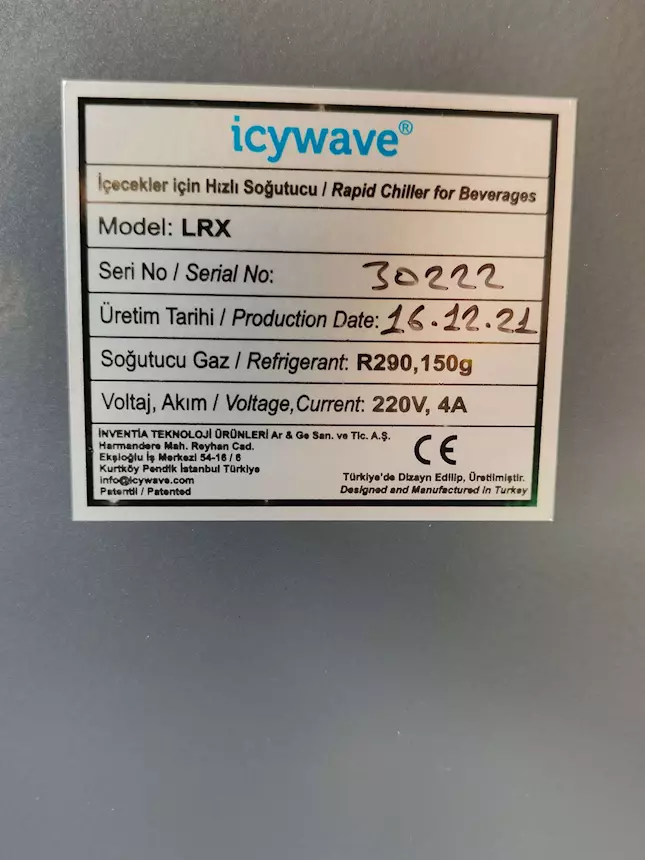 icywave®
İçecekler için Hızlı Soğutucu / Rapid Chiller for Beverages
Model: LRX
Seri No / Serial No: 30222
Üretim Tarihi / Production Date: 16.12.21
Soğutucu Gaz / Refrigerant: R290,150g
Voltaj, Akım / Voltage,Current: 220V, 4A
İNVENTİA TEKNOLOJİ ÜRÜNLERİ Ar & Ge San. ve Tic. A.Ş.
Harmandere Mah. Reyhan Cad.
Ekşioğlu İş Merkezi 54-16 / 6
Kurtköy Pendik İstanbul Türkiye
info@icywave.com
Patentli / Patented
CE
Türkiye'de Dizayn Edilip, Üretilmiştir.
Designed and Manufactured in Turkey